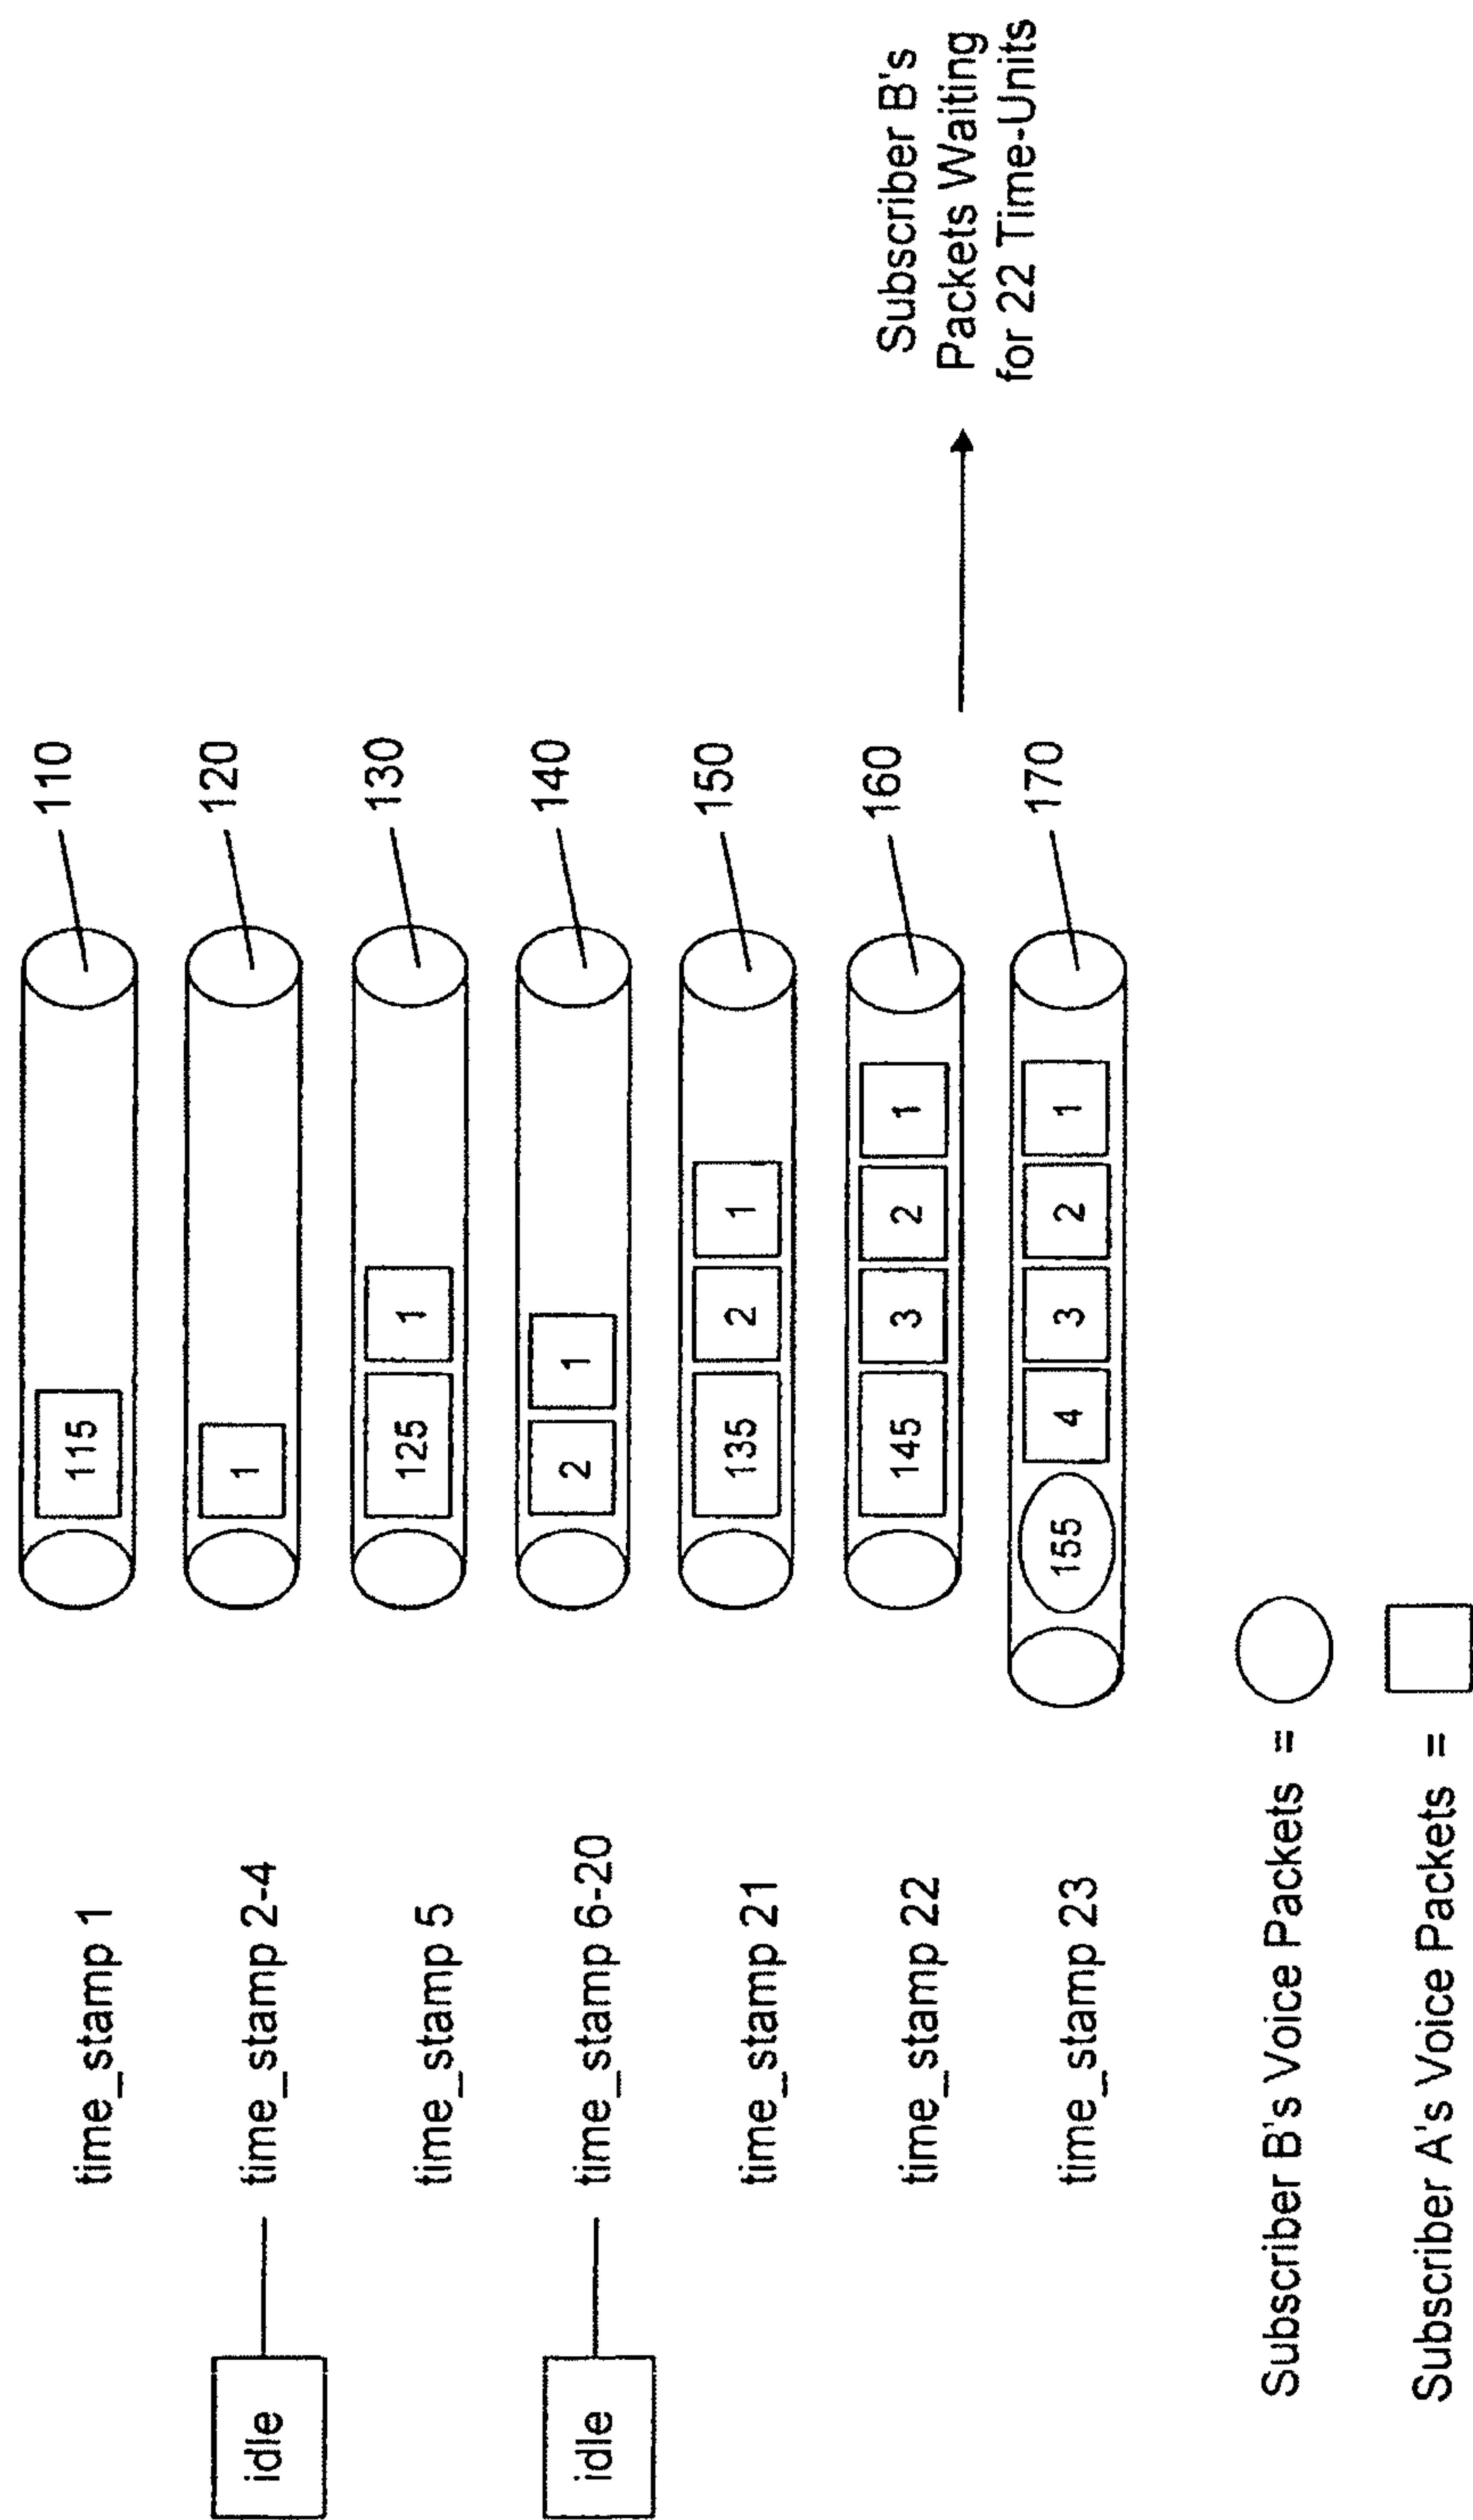 time_stamp 1
115
110
idle
time_stamp 2-4
1
120
time_stamp 5
125
1
130
idle
time_stamp 6-20
2
1
140
time_stamp 21
135
2
1
150
time_stamp 22
145
3
2
1
160
Subscriber B's
Packets Waiting
for 22 Time-Units
time_stamp 23
155
4
3
2
1
170
Subscriber B's Voice Packets =
Subscriber A's Voice Packets =